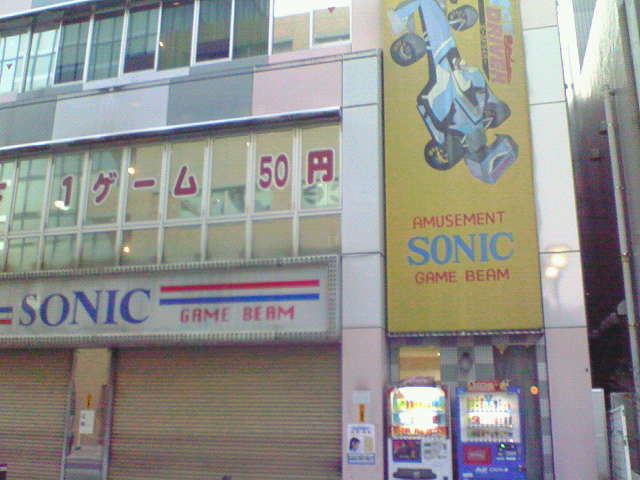 1ゲーム 50円
SONIC
GAME BEAM
DRIVER
AMUSEMENT
SONIC
GAME BEAM